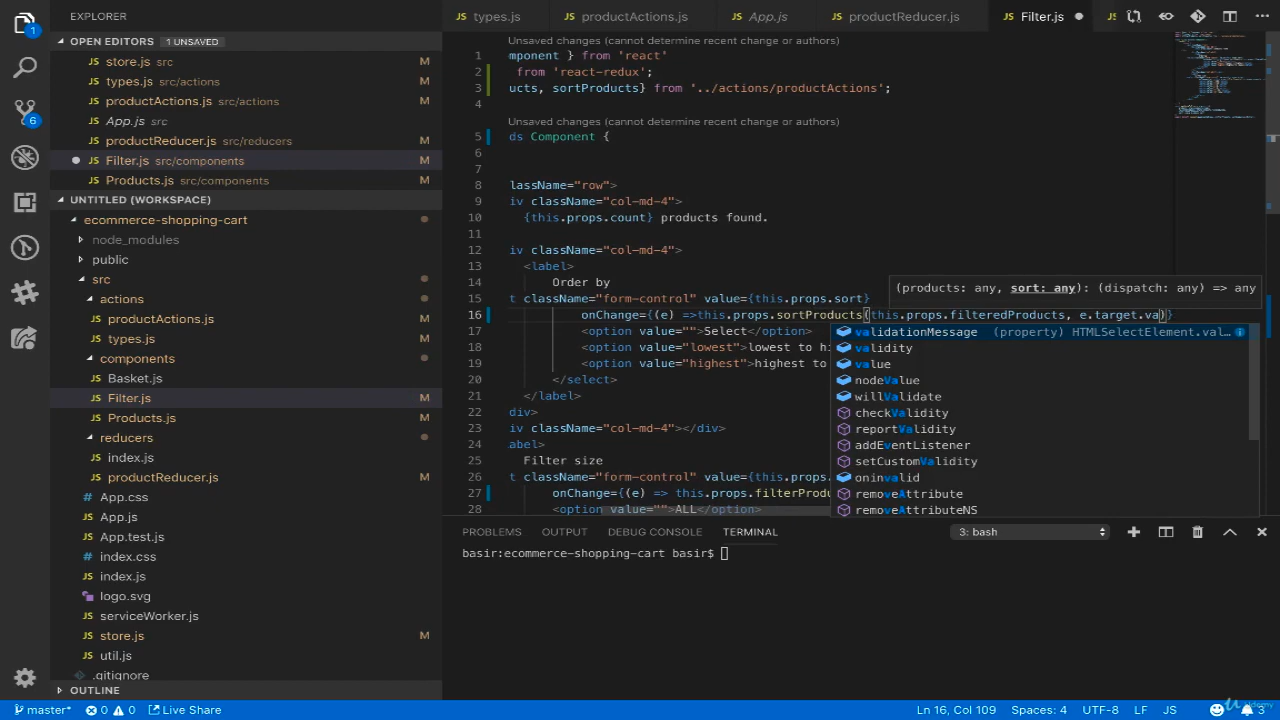 EXPLORER
types.js
productActions.js
App.js
productReducer.js
Filter.js
JS
OPEN EDITORS 1 UNSAVED
store.js src M
types.js src/actions M
productActions.js src/actions M
App.js src
productReducer.js src/reducers M
Filter.js src/components M
Products.js src/components M
UNTITLED (WORKSPACE)
ecommerce-shopping-cart
node_modules
public
src
actions
productActions.js M
types.js M
components
Basket.js M
Filter.js M
Products.js M
reducers
index.js
productReducer.js M
App.css
App.js
App.test.js
index.css
index.js
logo.svg
serviceWorker.js
store.js M
util.js
.gitignore
OUTLINE
Unsaved changes (cannot determine recent change or authors)
1 mponent } from 'react'
2 from 'react-redux';
3 ucts, sortProducts} from '../actions/productActions';
4
Unsaved changes (cannot determine recent change or authors)
5 ds Component {
6
7
8 lassName="row">
9 iv className="col-md-4">
10 {this.props.count} products found.
11
12 iv className="col-md-4">
13 <label>
14 Order by
15 t className="form-control" value={this.props.sort}
16 onChange={(e) =>this.props.sortProducts(this.props.filteredProducts, e.target.va)}
17 <option value="">Select</option>
18 <option value="lowest">lowest to hi
19 <option value="highest">highest to
20 </select>
21 </label>
22 div>
23 iv className="col-md-4"></div>
24 abel>
25 Filter size
26 t className="form-control" value={this.props.
27 onChange={(e) => this.props.filterProdu
28 <option value="">ALL</option>
(products: any, sort: any): (dispatch: any) => any
validationMessage (property) HTMLSelectElement.val…
validity
value
nodeValue
willValidate
checkValidity
reportValidity
addEventListener
setCustomValidity
oninvalid
removeAttribute
removeAttributeNS
PROBLEMS OUTPUT DEBUG CONSOLE TERMINAL 3: bash
basir:ecommerce-shopping-cart basir$
1
6
master* 0 0 Live Share Ln 16, Col 109 Spaces: 4 UTF-8 LF JS 3
Udemy